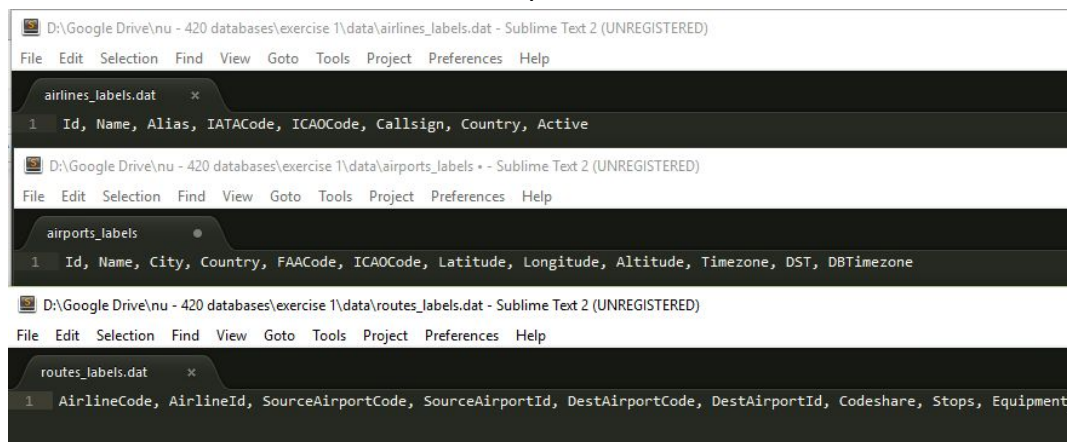 D:\Google Drive\nu - 420 databases\exercise 1\data\airlines_labels.dat - Sublime Text 2 (UNREGISTERED)
File Edit Selection Find View Goto Tools Project Preferences Help
airlines_labels.dat ×
1 Id, Name, Alias, IATACode, ICAOCode, Callsign, Country, Active
D:\Google Drive\nu - 420 databases\exercise 1\data\airports_labels • - Sublime Text 2 (UNREGISTERED)
File Edit Selection Find View Goto Tools Project Preferences Help
airports_labels •
1 Id, Name, City, Country, FAACode, ICAOCode, Latitude, Longitude, Altitude, Timezone, DST, DBTimezone
D:\Google Drive\nu - 420 databases\exercise 1\data\routes_labels.dat - Sublime Text 2 (UNREGISTERED)
File Edit Selection Find View Goto Tools Project Preferences Help
routes_labels.dat ×
1 AirlineCode, AirlineId, SourceAirportCode, SourceAirportId, DestAirportCode, DestAirportId, Codeshare, Stops, Equipment